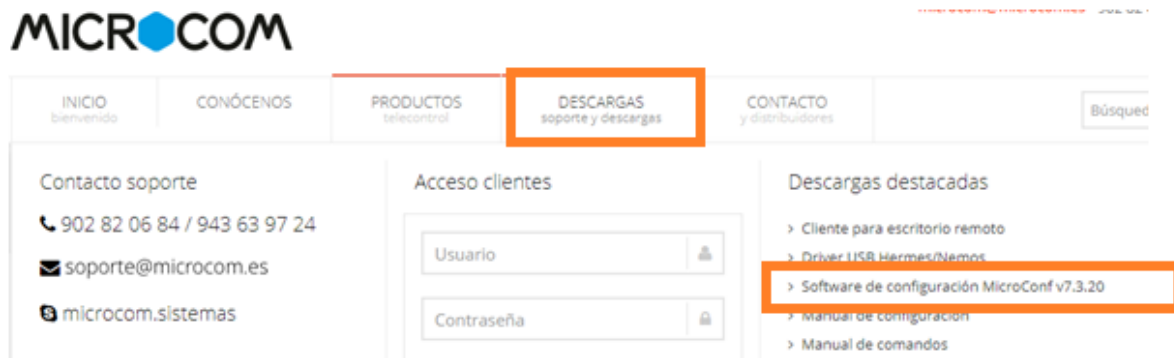 MICROCOM
INICIO
bienvenido
CONÓCENOS
PRODUCTOS
telecontrol
DESCARGAS
soporte y descargas
CONTACTO
y distribuidores
Búsqued
Contacto soporte
902 82 06 84 / 943 63 97 24
soporte@microcom.es
microcom.sistemas
Acceso clientes
Usuario
Contraseña
Descargas destacadas
> Cliente para escritorio remoto
> Driver USB Hermes/Nemos
> Software de configuración MicroConf v7.3.20
> Manual de configuración
> Manual de comandos